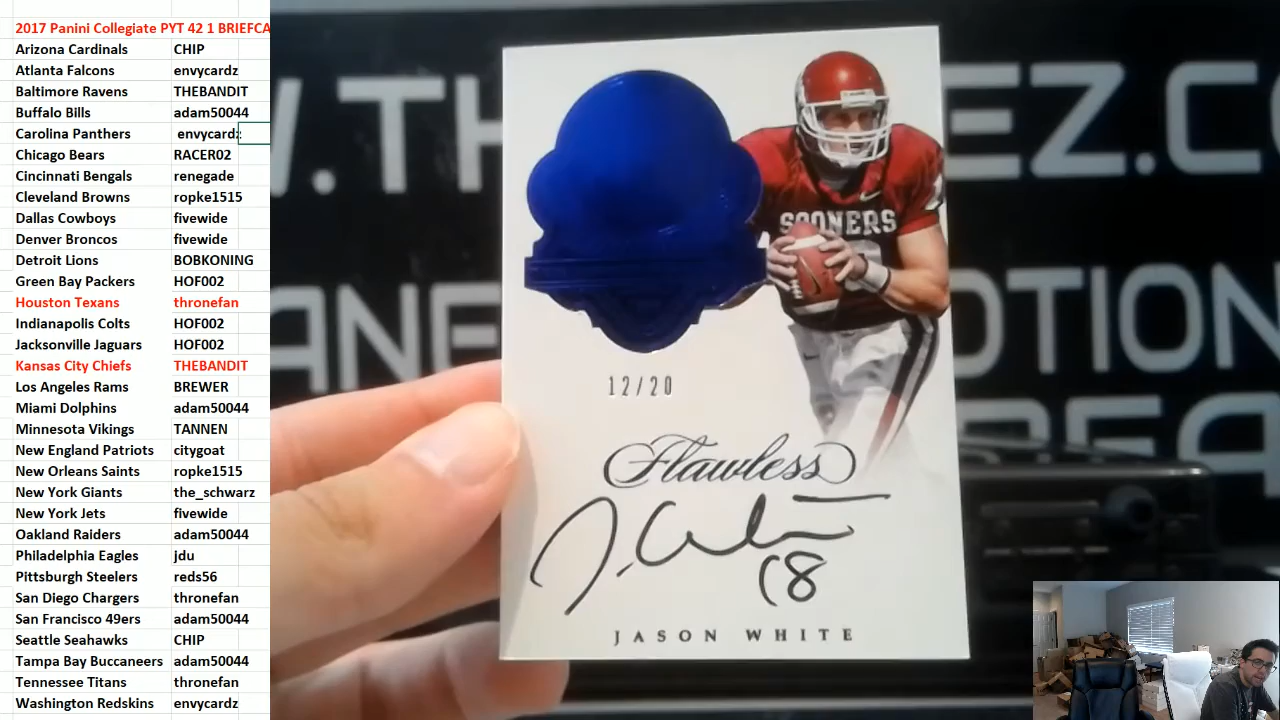 2017 Panini Collegiate PYT 42 1 BRIEFCA
Arizona Cardinals CHIP
Atlanta Falcons envycardz
Baltimore Ravens THEBANDIT
Buffalo Bills adam50044
Carolina Panthers envycardz
Chicago Bears RACER02
Cincinnati Bengals renegade
Cleveland Browns ropke1515
Dallas Cowboys fivewide
Denver Broncos fivewide
Detroit Lions BOBKONING
Green Bay Packers HOF002
Houston Texans thronefan
Indianapolis Colts HOF002
Jacksonville Jaguars HOF002
Kansas City Chiefs THEBANDIT
Los Angeles Rams BREWER
Miami Dolphins adam50044
Minnesota Vikings TANNEN
New England Patriots citygoat
New Orleans Saints ropke1515
New York Giants the_schwarz
New York Jets fivewide
Oakland Raiders adam50044
Philadelphia Eagles jdu
Pittsburgh Steelers reds56
San Diego Chargers thronefan
San Francisco 49ers adam50044
Seattle Seahawks CHIP
Tampa Bay Buccaneers adam50044
Tennessee Titans thronefan
Washington Redskins envycardz
SOONERS
12/20
Flawless
18
JASON WHITE